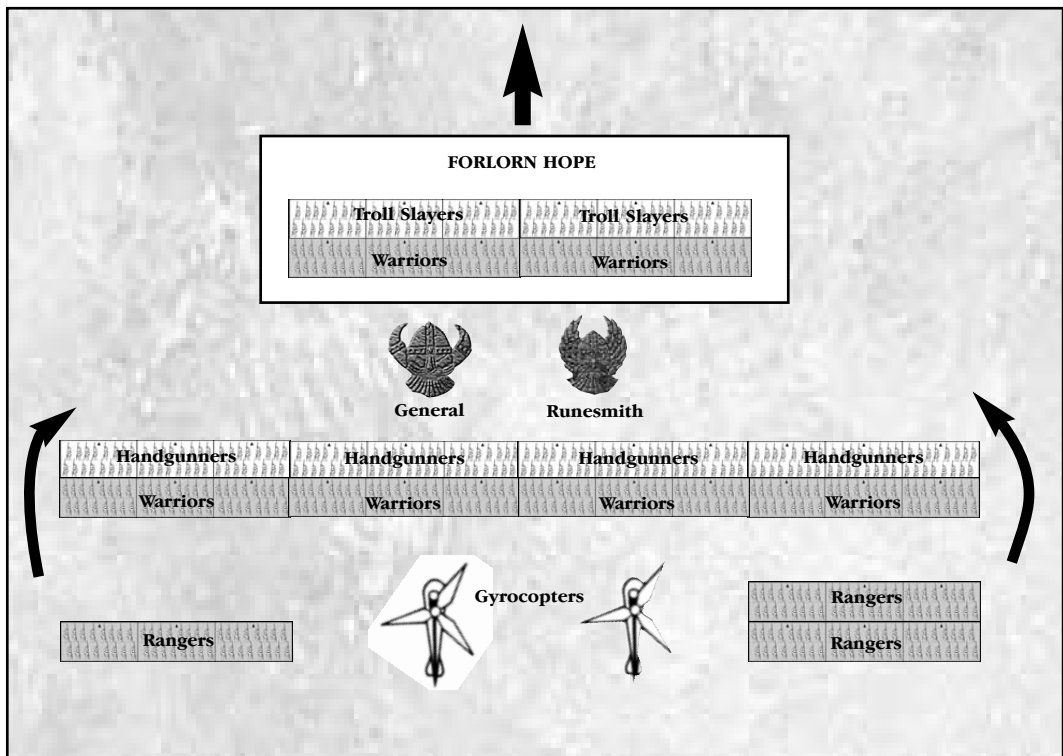 FORLORN HOPE
Troll Slayers Troll Slayers
Warriors Warriors
General Runesmith
Handgunners Handgunners Handgunners Handgunners
Warriors Warriors Warriors Warriors
Gyrocopters
Rangers
Rangers Rangers